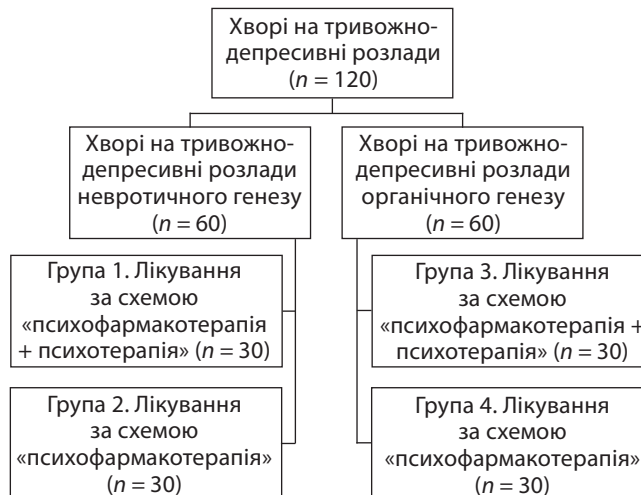 Хворі на тривожно-
депресивні розлади
(n = 120)
Хворі на тривожно-
депресивні розлади
невротичного генезу
(n = 60)
Хворі на тривожно-
депресивні розлади
органічного генезу
(n = 60)
Група 1. Лікування
за схемою
«психофармакотерапія
+ психотерапія» (n = 30)
Група 3. Лікування
за схемою
«психофармакотерапія +
психотерапія» (n = 30)
Група 2. Лікування
за схемою
«психофармакотерапія»
(n = 30)
Група 4. Лікування
за схемою
«психофармакотерапія»
(n = 30)